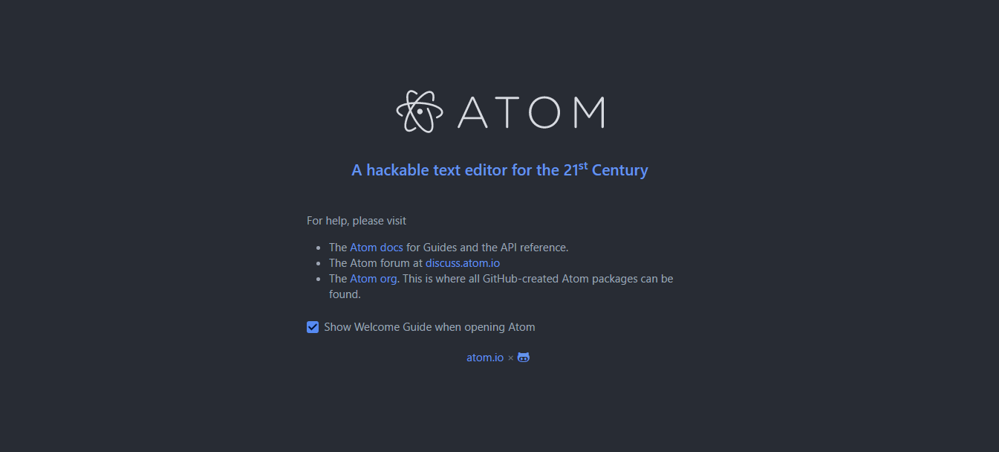 ATOM
A hackable text editor for the 21st Century
For help, please visit
The Atom docs for Guides and the API reference.
The Atom forum at discuss.atom.io
The Atom org. This is where all GitHub-created Atom packages can be
found.
Show Welcome Guide when opening Atom
atom.io ×